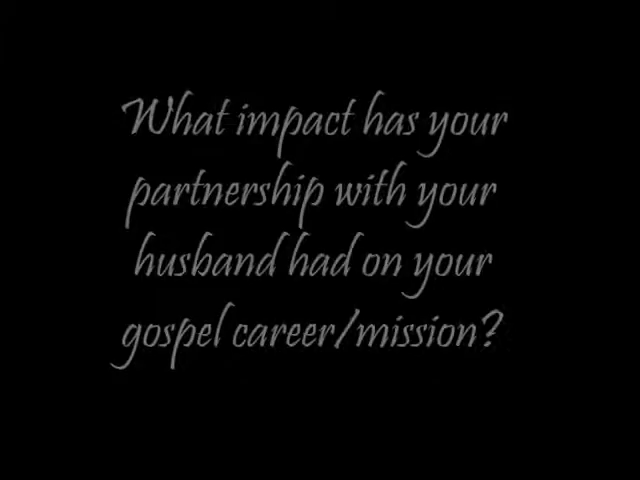 What impact has your
partnership with your
husband had on your
gospel career/mission?